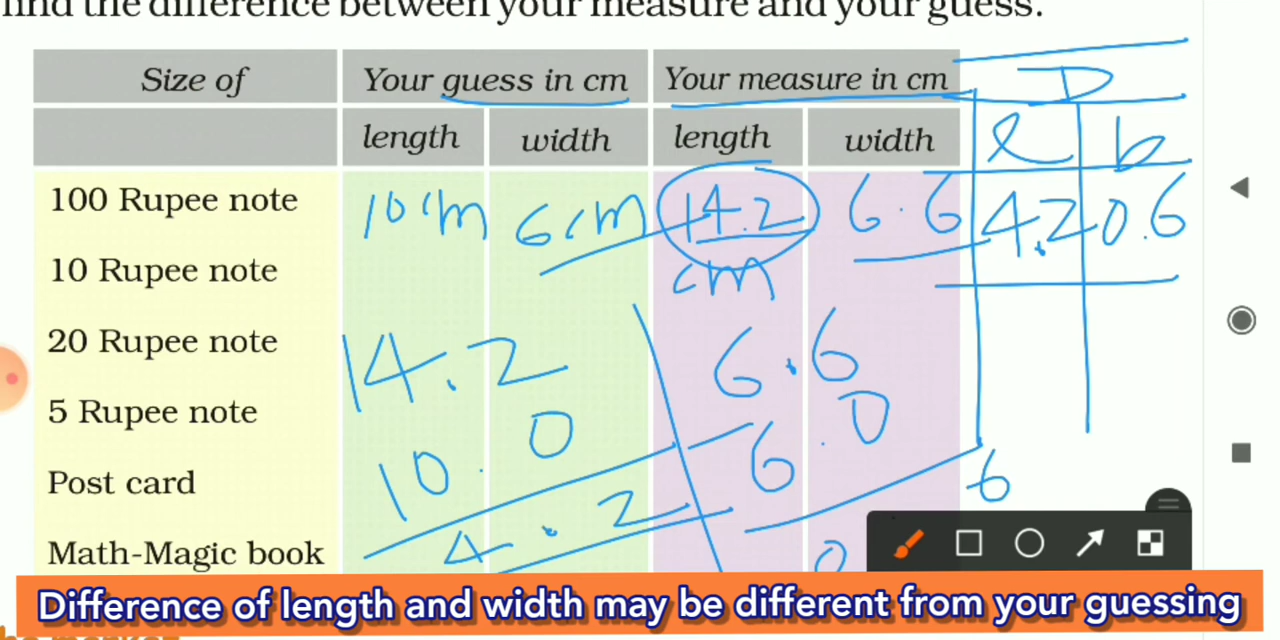 find the difference between your measure and your guess.
Size of Your guess in cm Your measure in cm D
length width length width l b
100 Rupee note 10 cm 6 cm 14.2 cm 6.6 4.2 0.6
10 Rupee note
20 Rupee note 14.2 6.6
5 Rupee note 10.0 6.0
Post card 4.2 6
Math-Magic book 0
Difference of length and width may be different from your guessing